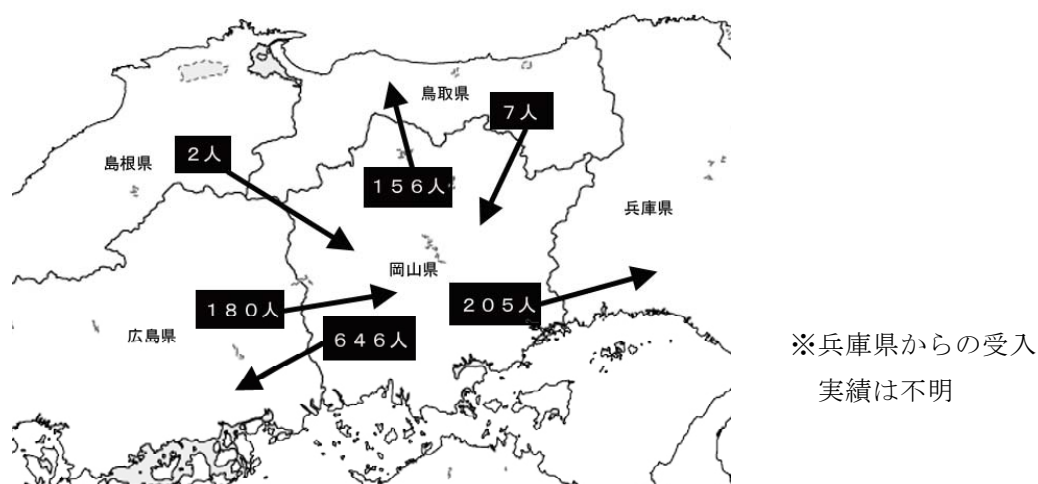 鳥取県
7人
島根県
2人
156人
兵庫県
岡山県
180人
205人
広島県
646人
※兵庫県からの受入
実績は不明